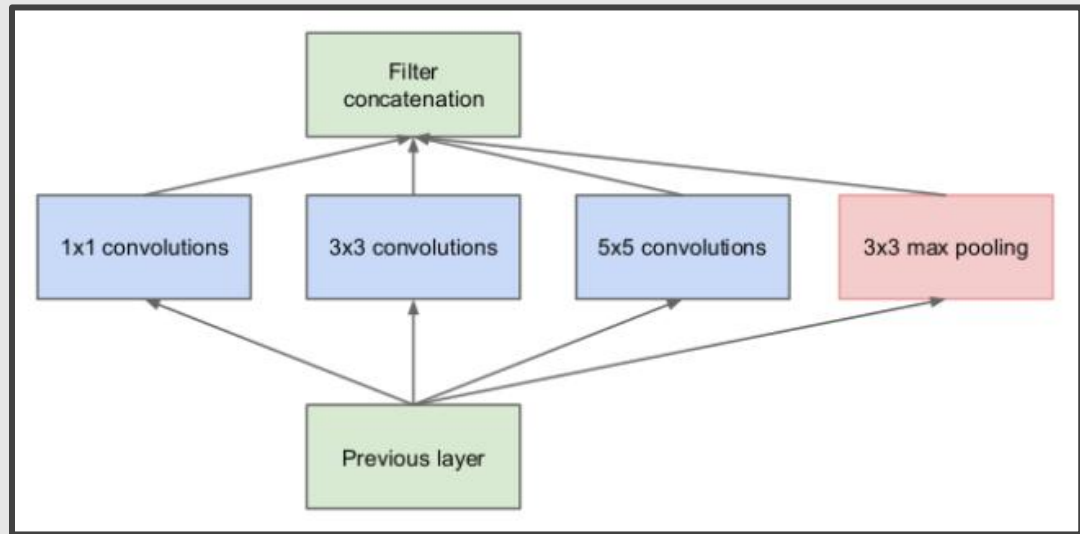 Filter
concatenation
1x1 convolutions
3x3 convolutions
5x5 convolutions
3x3 max pooling
Previous layer